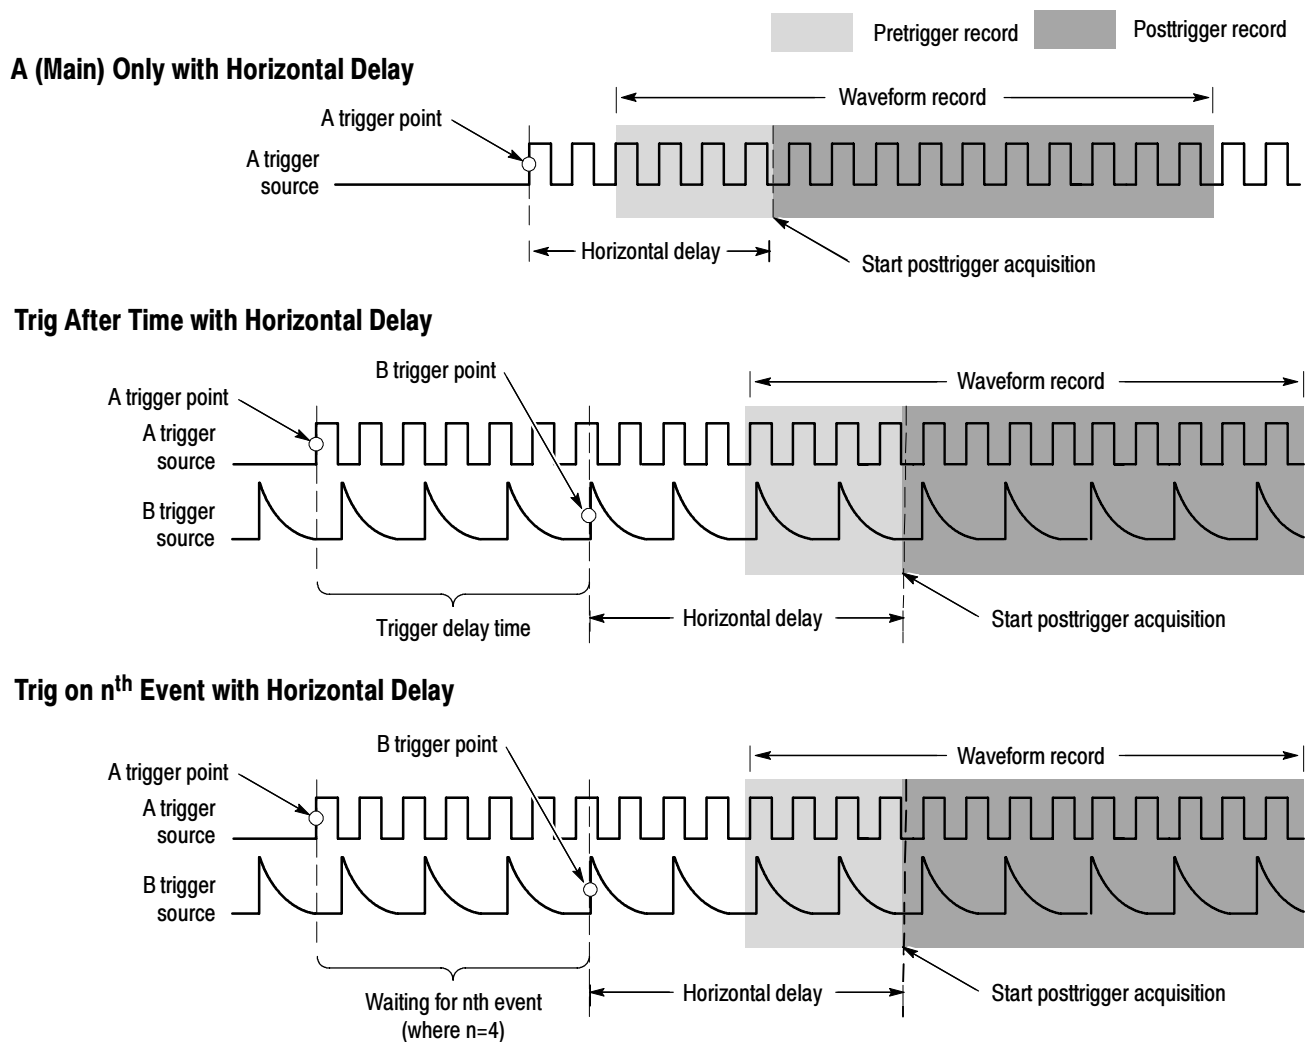 Pretrigger record
Posttrigger record
A (Main) Only with Horizontal Delay
Waveform record
A trigger point
A trigger
source
Horizontal delay
Start posttrigger acquisition
Trig After Time with Horizontal Delay
B trigger point
Waveform record
A trigger point
A trigger
source
B trigger
source
Trigger delay time
Horizontal delay
Start posttrigger acquisition
Trig on nth Event with Horizontal Delay
B trigger point
Waveform record
A trigger point
A trigger
source
B trigger
source
Waiting for nth event
(where n=4)
Horizontal delay
Start posttrigger acquisition